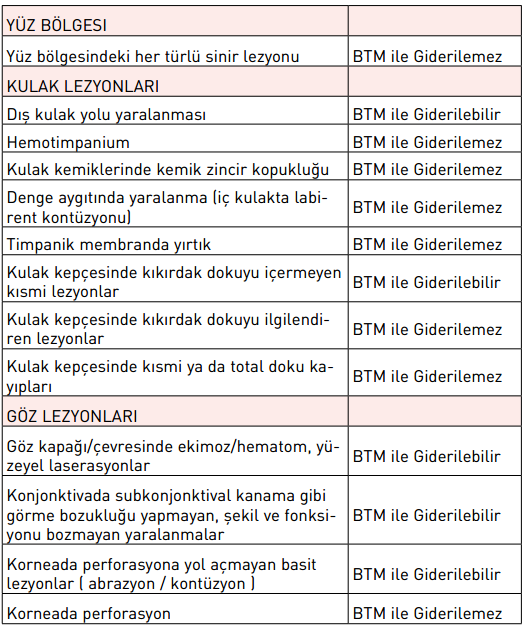 YÜZ BÖLGESI
Yüz bölgesindeki her türlü sinir lezyonu BTM ile Giderilemez
KULAK LEZYONLARI
Dış kulak yolu yaralanması BTM ile Giderilebilir
Hemotimpanium BTM ile Giderilemez
Kulak kemiklerinde kemik zincir kopukluğu BTM ile Giderilemez
Denge aygıtında yaralanma (iç kulakta labi-
rent kontüzyonu) BTM ile Giderilemez
Timpanik membranda yırtık BTM ile Giderilemez
Kulak kepçesinde kıkırdak dokuyu içermeyen
kısmi lezyonlar BTM ile Giderilebilir
Kulak kepçesinde kıkırdak dokuyu ilgilendi-
ren lezyonlar BTM ile Giderilemez
Kulak kepçesinde kısmi ya da total doku ka-
yıpları BTM ile Giderilemez
GÖZ LEZYONLARI
Göz kapağı/çevresinde ekimoz/hematom, yü-
zeyel laserasyonlar BTM ile Giderilebilir
Konjonktivada subkonjonktival kanama gibi
görme bozukluğu yapmayan, şekil ve fonksi-
yonu bozmayan yaralanmalar BTM ile Giderilebilir
Korneada perforasyona yol açmayan basit
lezyonlar ( abrazyon / kontüzyon ) BTM ile Giderilebilir
Korneada perforasyon BTM ile Giderilemez